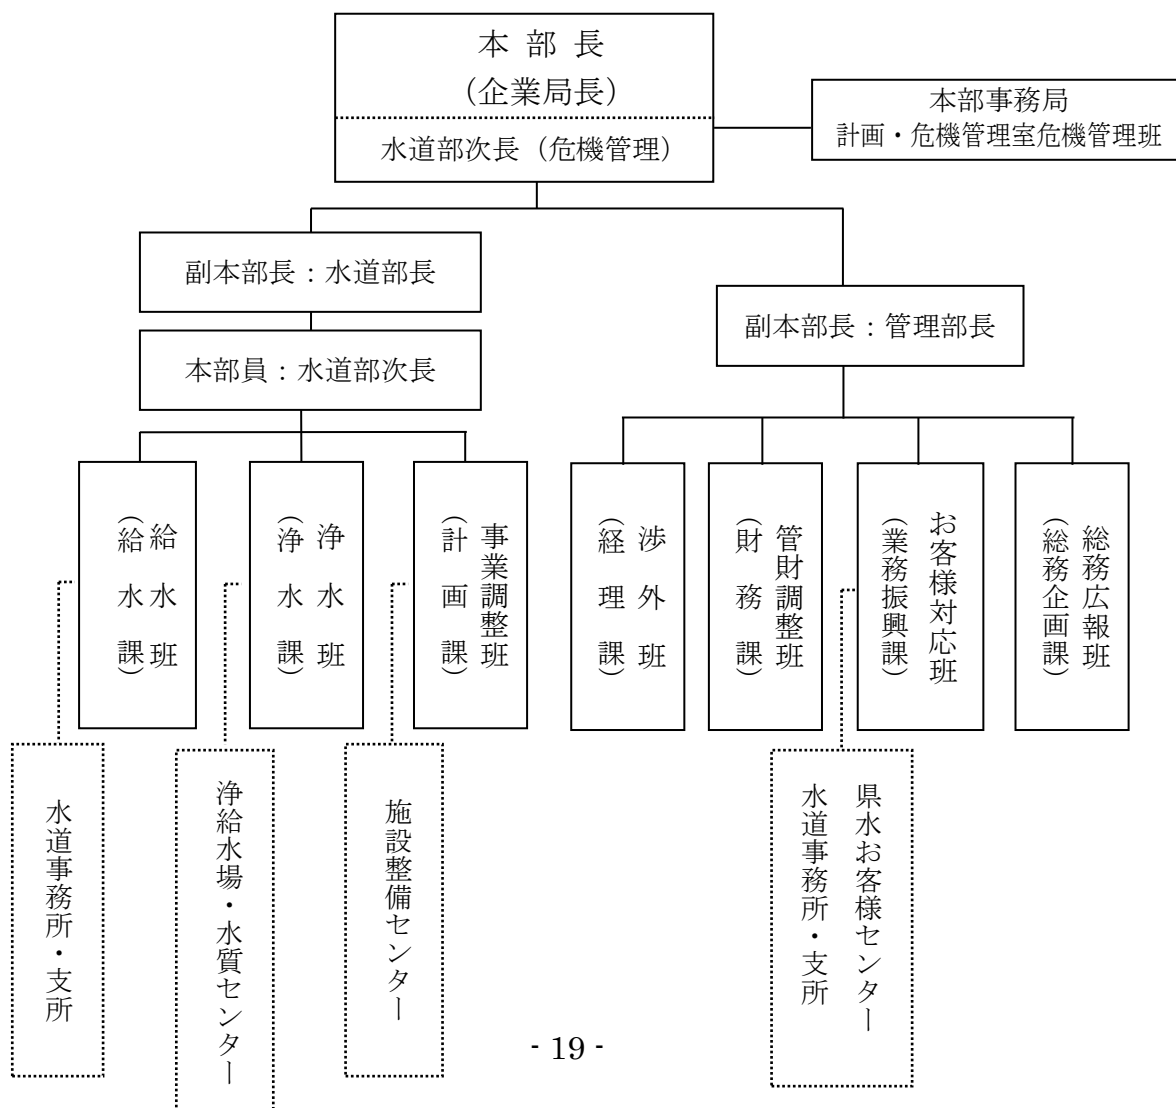 本部長
（企業局長）
水道部次長（危機管理）
本部事務局
計画・危機管理室危機管理班
副本部長：水道部長
本部員：水道部次長
副本部長：管理部長
給水班
（給水課）
浄水班
（浄水課）
事業調整班
（計画課）
渉外班
（経理課）
管財調整班
（財務課）
お客様対応班
（業務振興課）
総務広報班
（総務企画課）
水道事務所・支所
浄給水場・水質センター
施設整備センター
県水お客様センター
水道事務所・支所
- 19 -